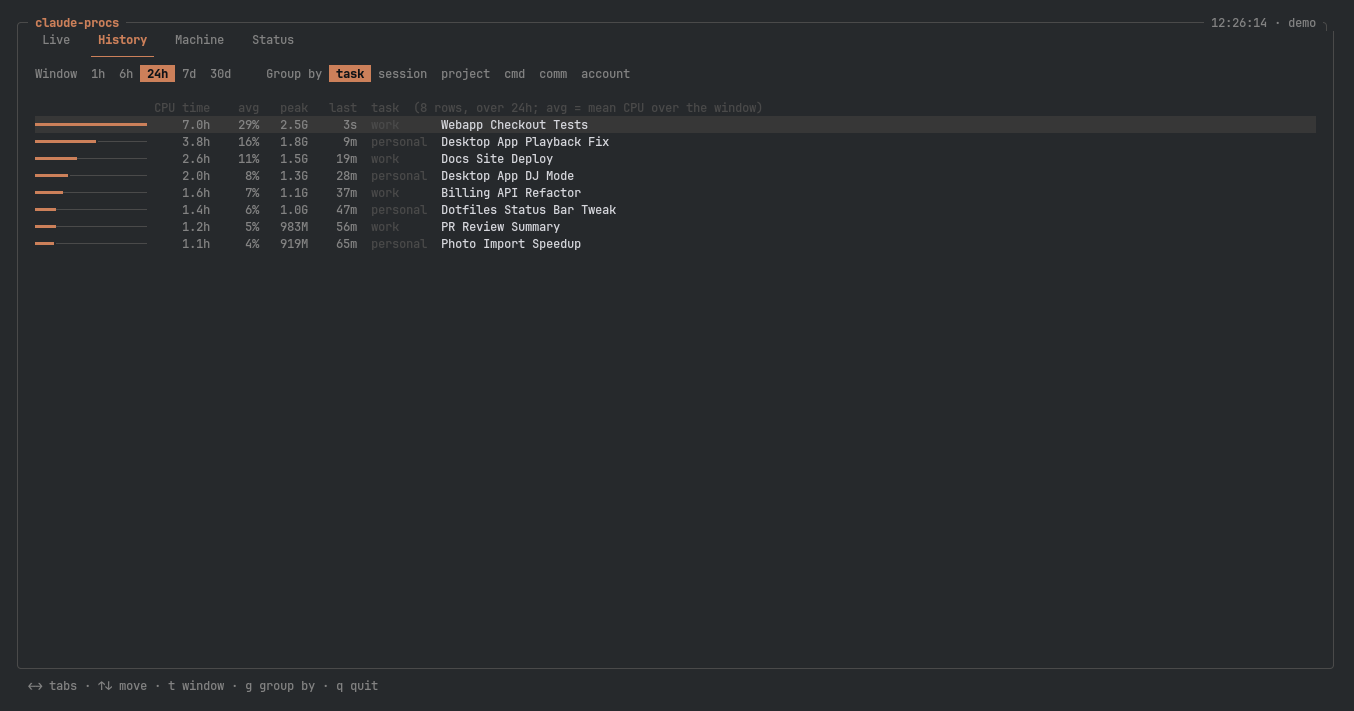 claude-procs 12:26:14 · demo
Live History Machine Status
Window 1h 6h 24h 7d 30d Group by task session project cmd comm account
CPU time avg peak last task (8 rows, over 24h; avg = mean CPU over the window)
7.0h 29% 2.5G 3s work Webapp Checkout Tests
3.8h 16% 1.8G 9m personal Desktop App Playback Fix
2.6h 11% 1.5G 19m work Docs Site Deploy
2.0h 8% 1.3G 28m personal Desktop App DJ Mode
1.6h 7% 1.1G 37m work Billing API Refactor
1.4h 6% 1.0G 47m personal Dotfiles Status Bar Tweak
1.2h 5% 983M 56m work PR Review Summary
1.1h 4% 919M 65m personal Photo Import Speedup
↔ tabs · ↑↓ move · t window · g group by · q quit